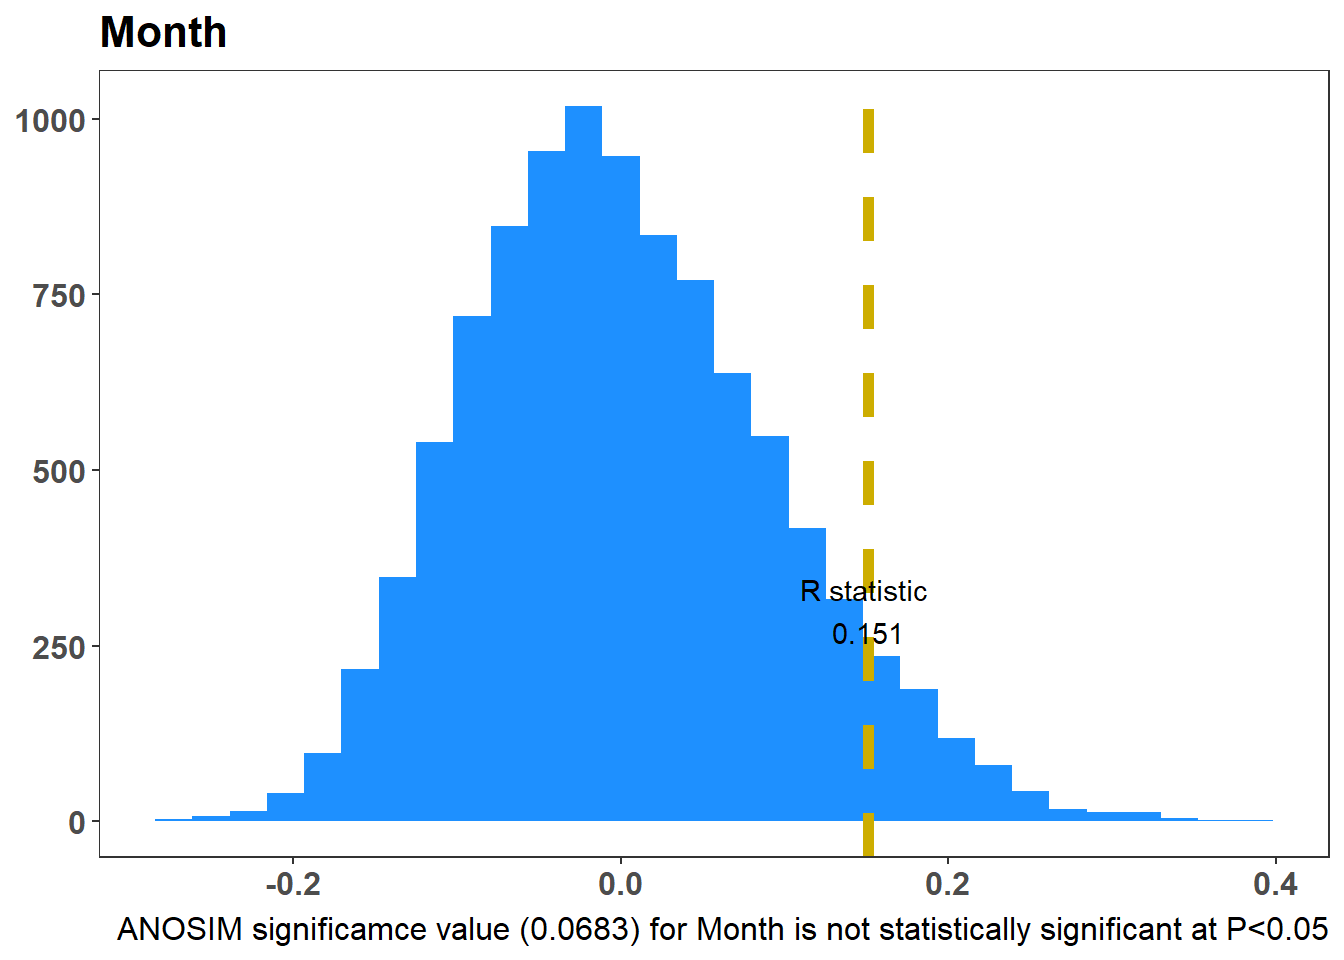 Month
1000
750
500
R statistic
0.151
250
0
-0.2 0.0 0.2 0.4
ANOSIM significamce value (0.0683) for Month is not statistically significant at P<0.05